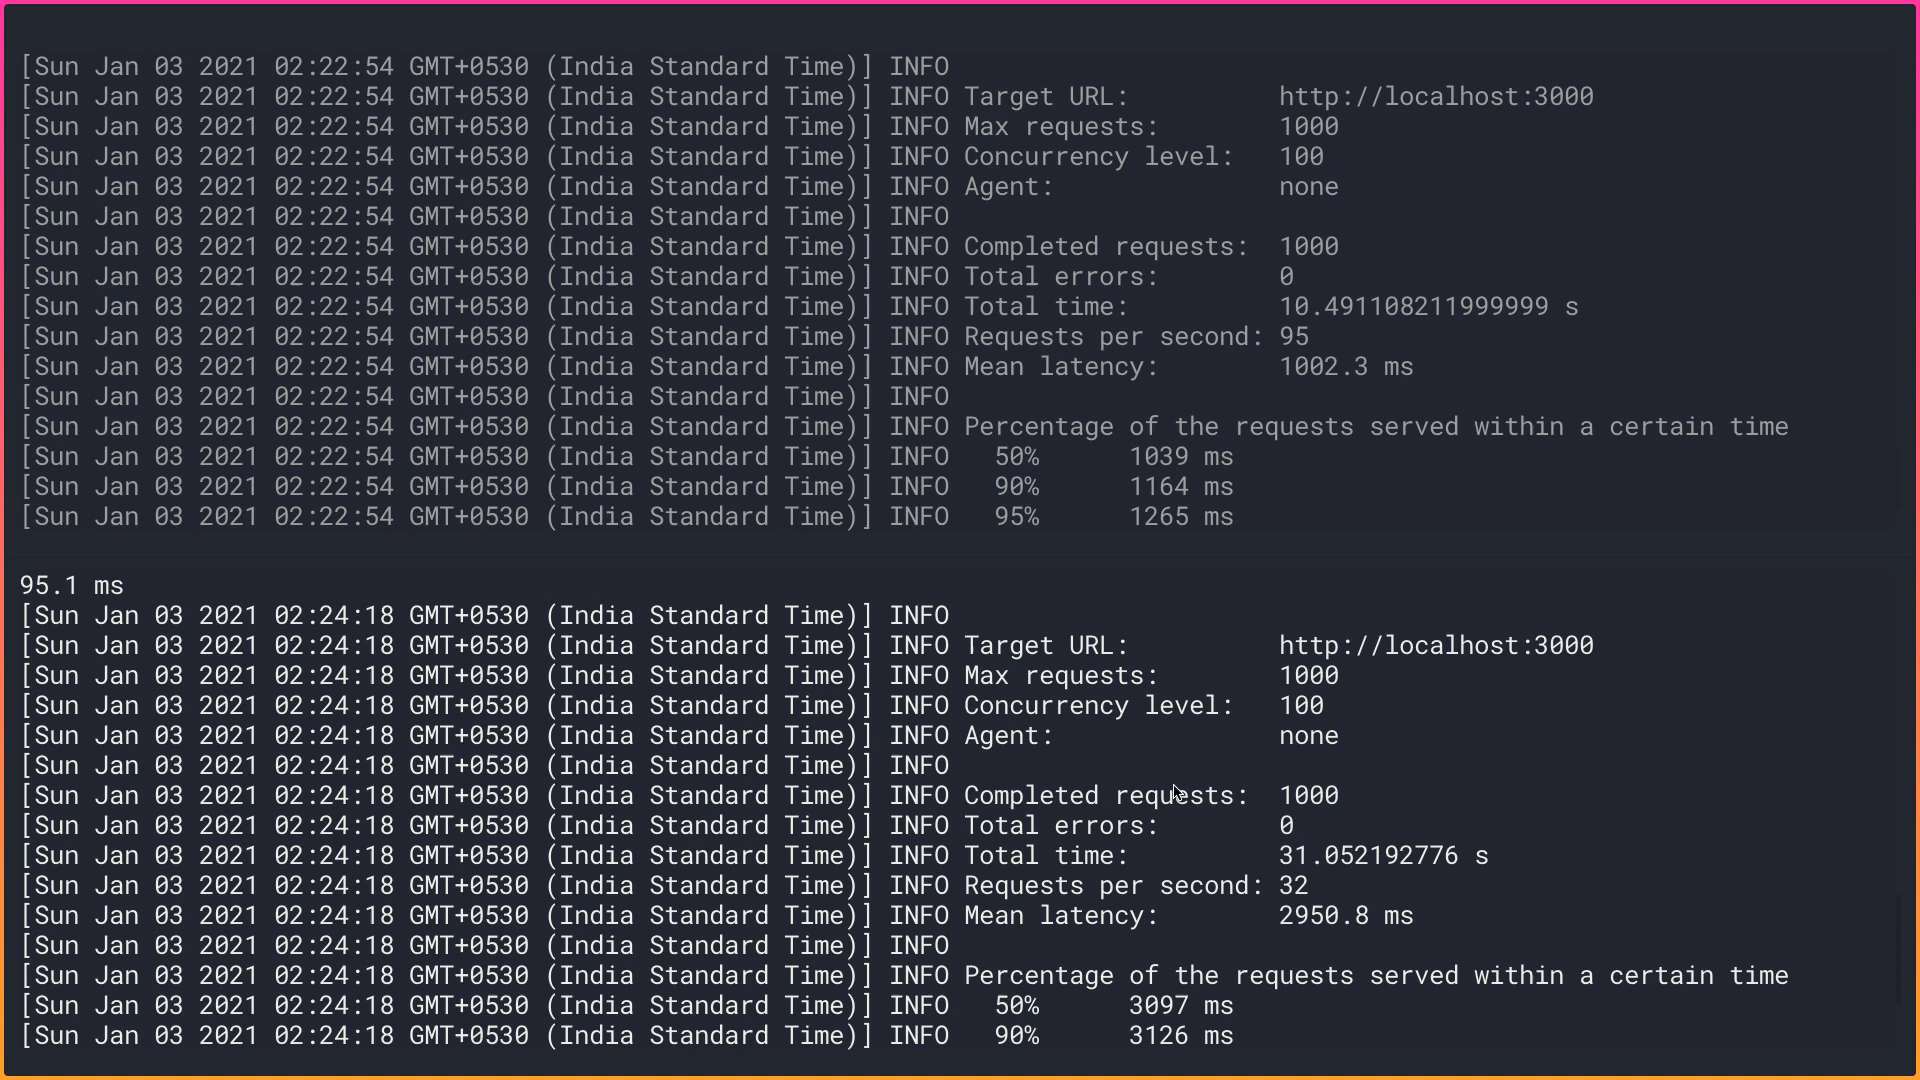 [Sun Jan 03 2021 02:22:54 GMT+0530 (India Standard Time)] INFO
[Sun Jan 03 2021 02:22:54 GMT+0530 (India Standard Time)] INFO Target URL:          http://localhost:3000
[Sun Jan 03 2021 02:22:54 GMT+0530 (India Standard Time)] INFO Max requests:        1000
[Sun Jan 03 2021 02:22:54 GMT+0530 (India Standard Time)] INFO Concurrency level:   100
[Sun Jan 03 2021 02:22:54 GMT+0530 (India Standard Time)] INFO Agent:               none
[Sun Jan 03 2021 02:22:54 GMT+0530 (India Standard Time)] INFO
[Sun Jan 03 2021 02:22:54 GMT+0530 (India Standard Time)] INFO Completed requests:  1000
[Sun Jan 03 2021 02:22:54 GMT+0530 (India Standard Time)] INFO Total errors:        0
[Sun Jan 03 2021 02:22:54 GMT+0530 (India Standard Time)] INFO Total time:          10.491108211999999 s
[Sun Jan 03 2021 02:22:54 GMT+0530 (India Standard Time)] INFO Requests per second: 95
[Sun Jan 03 2021 02:22:54 GMT+0530 (India Standard Time)] INFO Mean latency:        1002.3 ms
[Sun Jan 03 2021 02:22:54 GMT+0530 (India Standard Time)] INFO
[Sun Jan 03 2021 02:22:54 GMT+0530 (India Standard Time)] INFO Percentage of the requests served within a certain time
[Sun Jan 03 2021 02:22:54 GMT+0530 (India Standard Time)] INFO   50%      1039 ms
[Sun Jan 03 2021 02:22:54 GMT+0530 (India Standard Time)] INFO   90%      1164 ms
[Sun Jan 03 2021 02:22:54 GMT+0530 (India Standard Time)] INFO   95%      1265 ms
95.1 ms
[Sun Jan 03 2021 02:24:18 GMT+0530 (India Standard Time)] INFO
[Sun Jan 03 2021 02:24:18 GMT+0530 (India Standard Time)] INFO Target URL:          http://localhost:3000
[Sun Jan 03 2021 02:24:18 GMT+0530 (India Standard Time)] INFO Max requests:        1000
[Sun Jan 03 2021 02:24:18 GMT+0530 (India Standard Time)] INFO Concurrency level:   100
[Sun Jan 03 2021 02:24:18 GMT+0530 (India Standard Time)] INFO Agent:               none
[Sun Jan 03 2021 02:24:18 GMT+0530 (India Standard Time)] INFO
[Sun Jan 03 2021 02:24:18 GMT+0530 (India Standard Time)] INFO Completed requests:  1000
[Sun Jan 03 2021 02:24:18 GMT+0530 (India Standard Time)] INFO Total errors:        0
[Sun Jan 03 2021 02:24:18 GMT+0530 (India Standard Time)] INFO Total time:          31.052192776 s
[Sun Jan 03 2021 02:24:18 GMT+0530 (India Standard Time)] INFO Requests per second: 32
[Sun Jan 03 2021 02:24:18 GMT+0530 (India Standard Time)] INFO Mean latency:        2950.8 ms
[Sun Jan 03 2021 02:24:18 GMT+0530 (India Standard Time)] INFO
[Sun Jan 03 2021 02:24:18 GMT+0530 (India Standard Time)] INFO Percentage of the requests served within a certain time
[Sun Jan 03 2021 02:24:18 GMT+0530 (India Standard Time)] INFO   50%      3097 ms
[Sun Jan 03 2021 02:24:18 GMT+0530 (India Standard Time)] INFO   90%      3126 ms